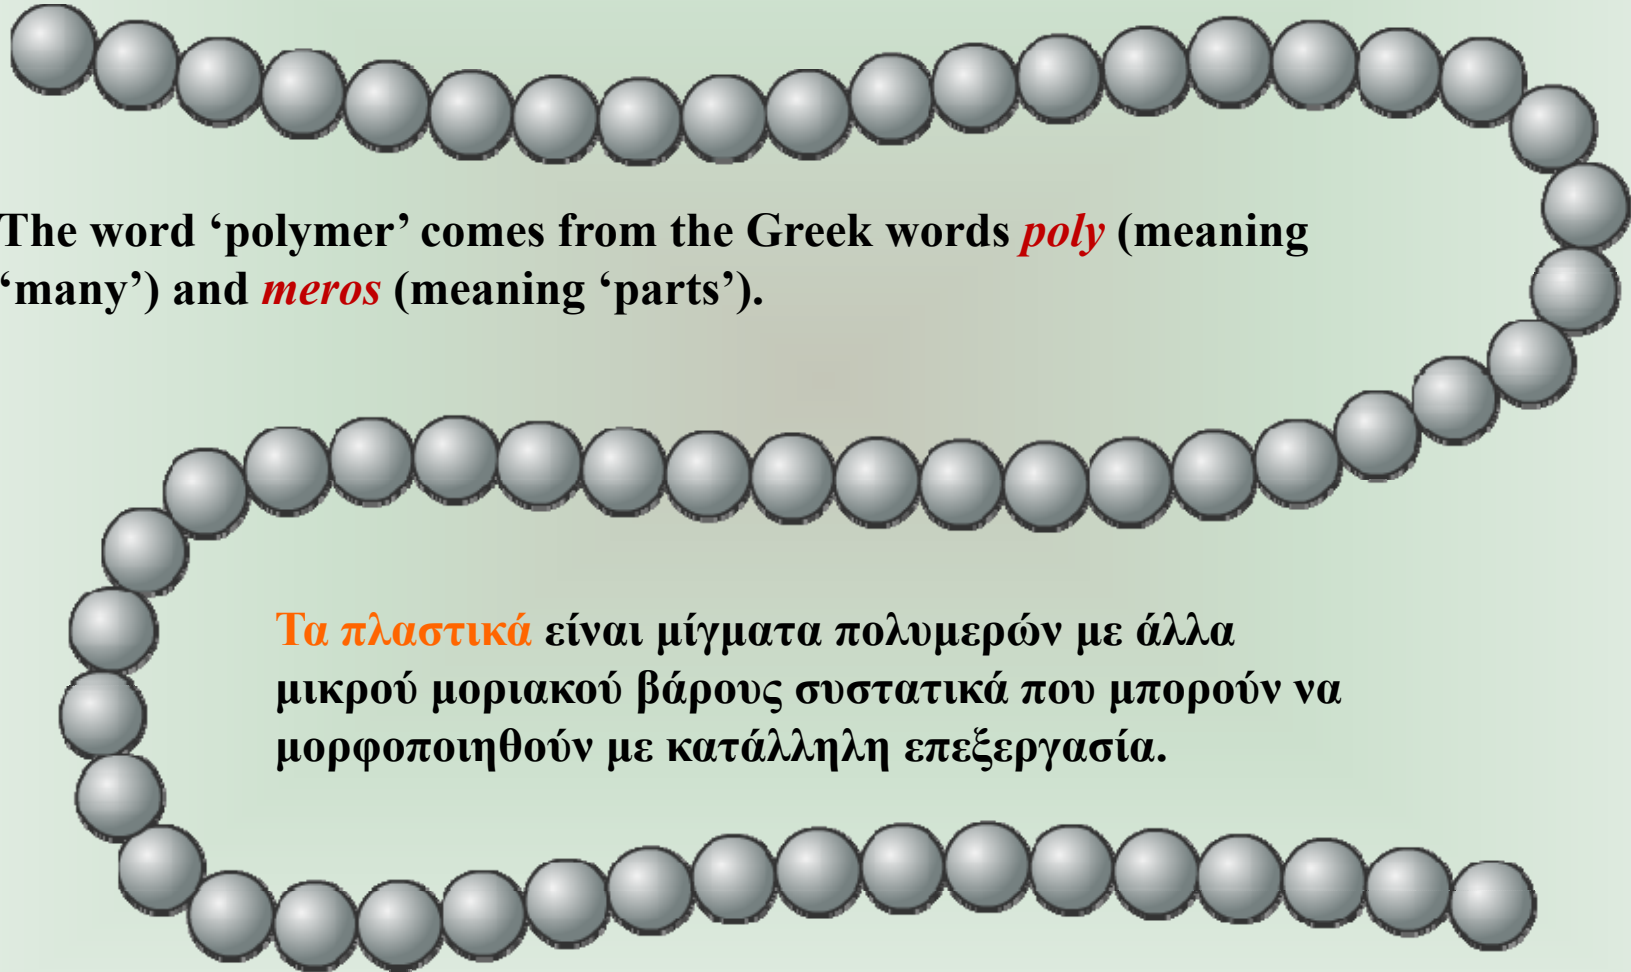 The word ‘polymer’ comes from the Greek words poly (meaning
‘many’) and meros (meaning ‘parts’).
Τα πλαστικά είναι μίγματα πολυμερών με άλλα
μικρού μοριακού βάρους συστατικά που μπορούν να
μορφοποιηθούν με κατάλληλη επεξεργασία.